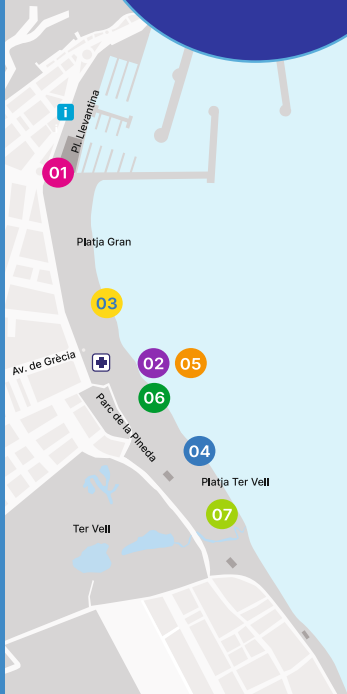 i
Pl. Llevantina
01
Platja Gran
03
Av. de Grècia
02
05
06
Parc de la Pineda
04
Platja Ter Vell
07
Ter Vell